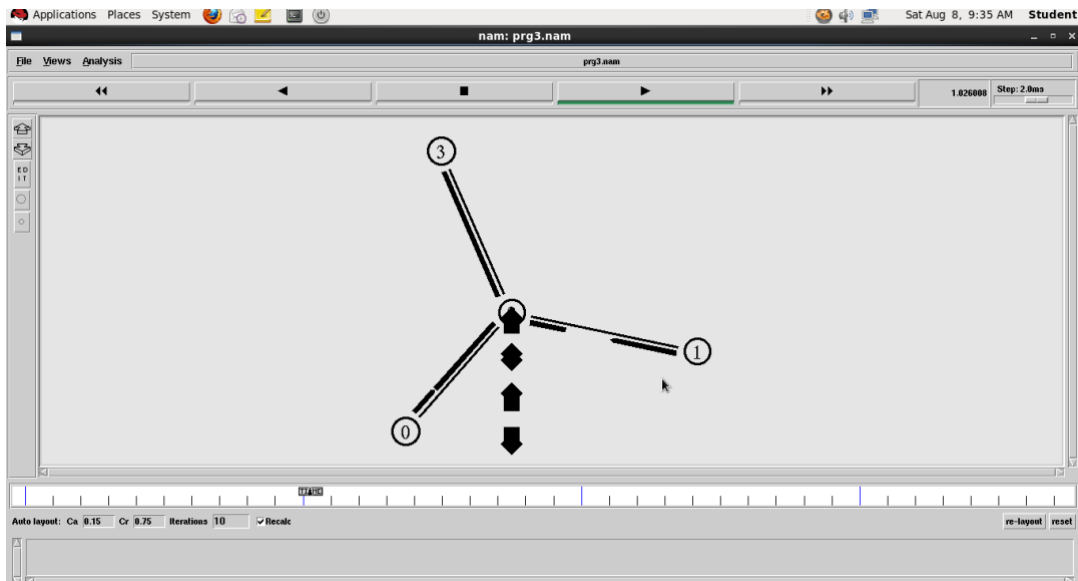 Applications Places System Sat Aug 8, 9:35 AM Student
nam: prg3.nam
File Views Analysis prg3.nam
1.026008 Step: 2.0ms
3
E D
I T
1
0
TIME
Auto layout: Ca 0.15 Cr 0.75 Iterations 10 Recalc re-layout reset